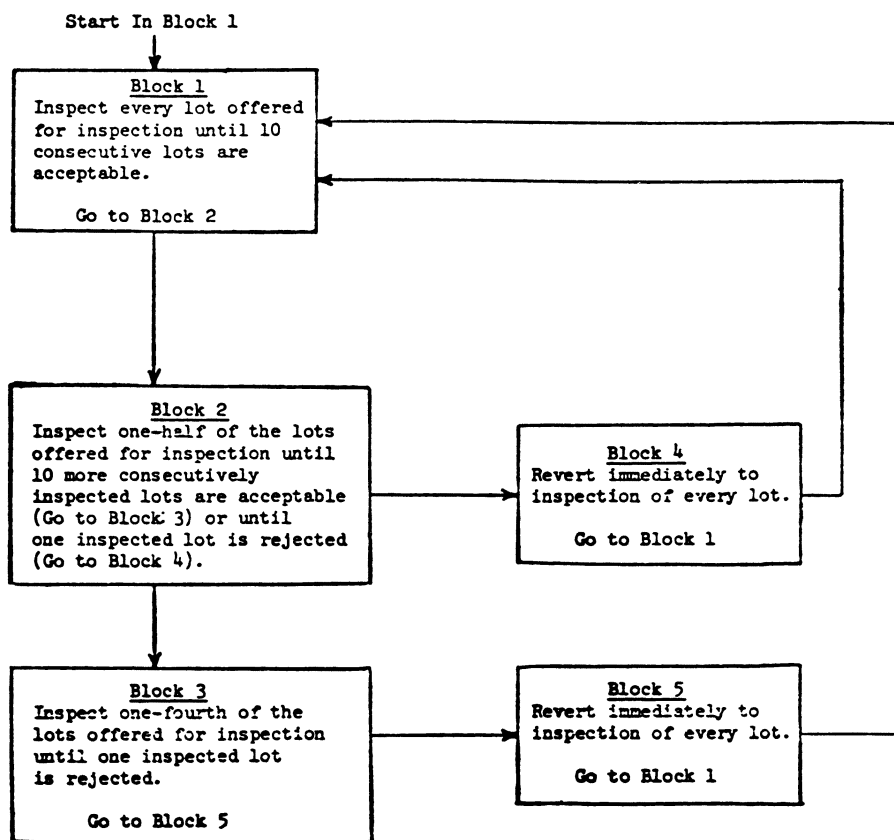 Start In Block 1
Block 1
Inspect every lot offered
for inspection until 10
consecutive lots are
acceptable.
Go to Block 2
Block 2
Inspect one-half of the lots
offered for inspection until
10 more consecutively
inspected lots are acceptable
(Go to Block 3) or until
one inspected lot is rejected
(Go to Block 4).
Block 4
Revert immediately to
inspection of every lot.
Go to Block 1
Block 3
Inspect one-fourth of the
lots offered for inspection
until one inspected lot
is rejected.
Go to Block 5
Block 5
Revert immediately to
inspection of every lot.
Go to Block 1